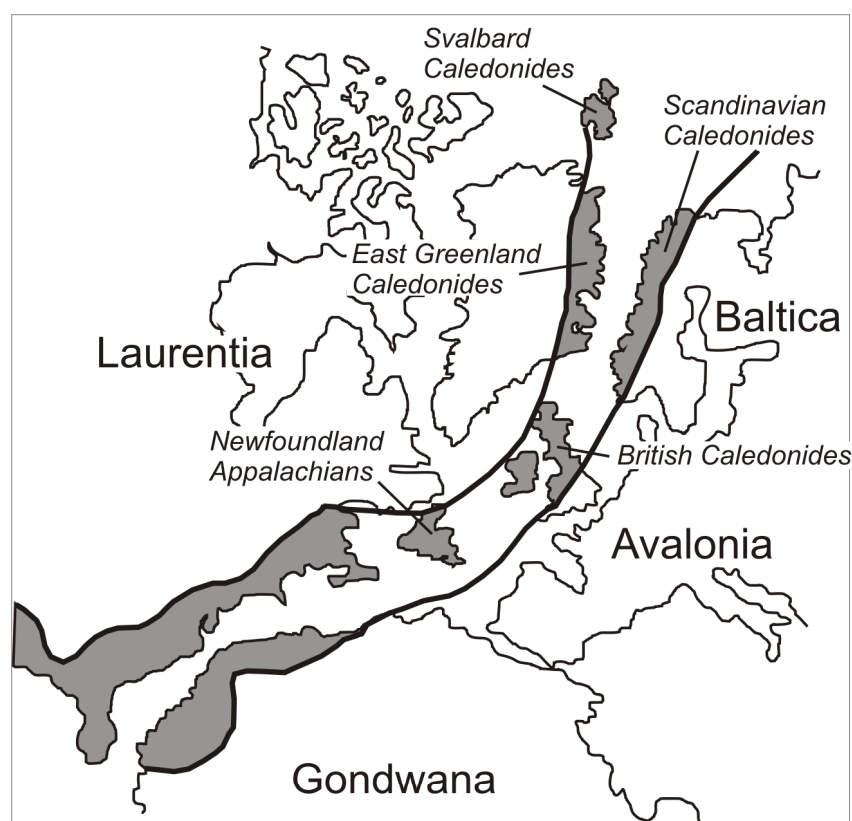 Svalbard
Caledonides
Scandinavian
Caledonides
East Greenland
Caledonides
Baltica
Laurentia
Newfoundland
Appalachians
British Caledonides
Avalonia
Gondwana